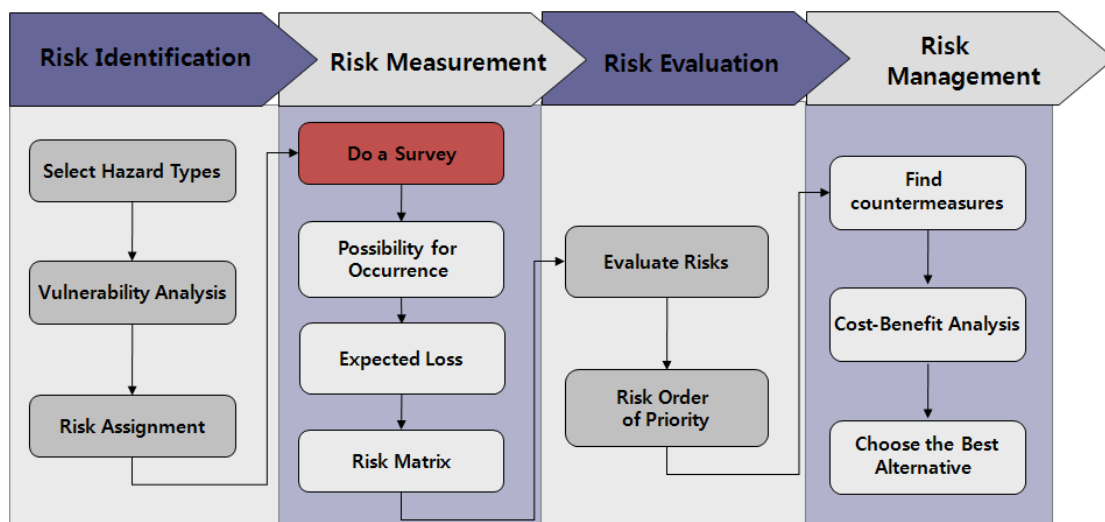 Risk Identification
Risk Measurement
Risk Evaluation
Risk
Management
Select Hazard Types
Vulnerability Analysis
Risk Assignment
Do a Survey
Possibility for
Occurrence
Expected Loss
Risk Matrix
Evaluate Risks
Risk Order
of Priority
Find
countermeasures
Cost-Benefit Analysis
Choose the Best
Alternative